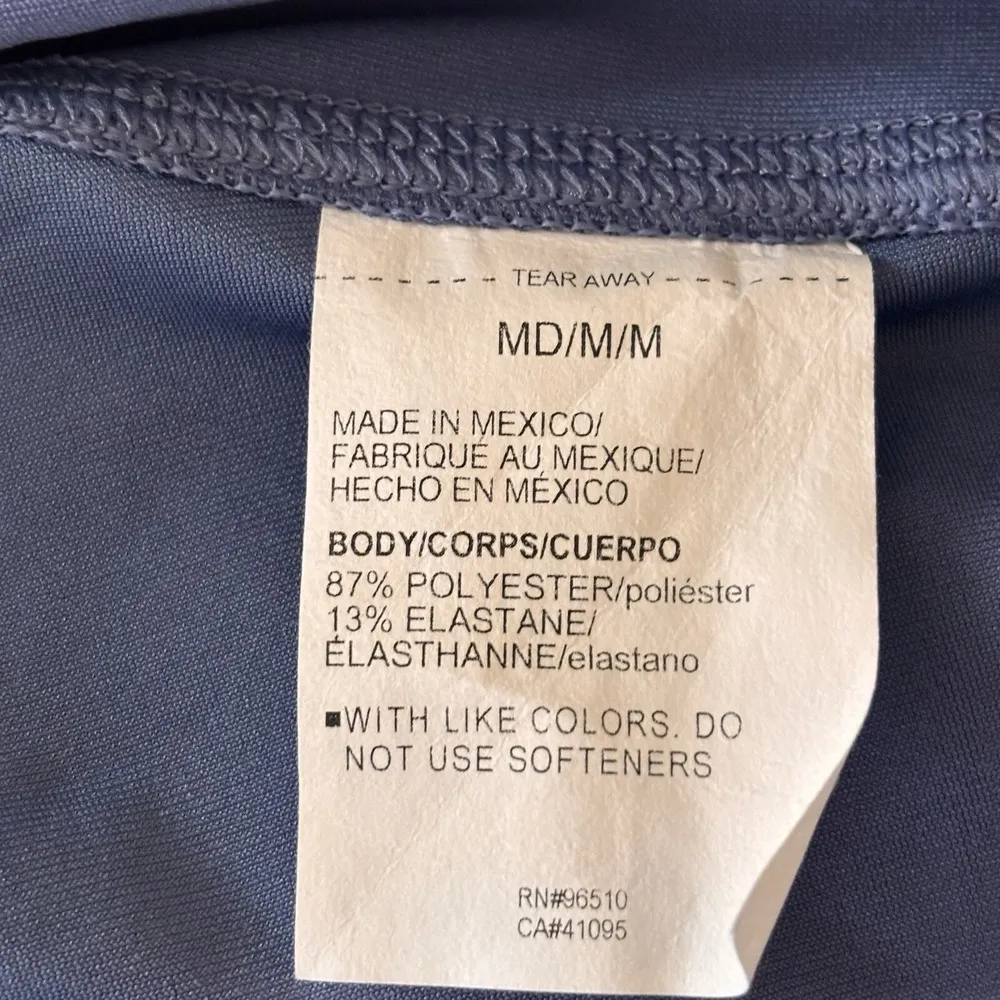 TEAR AWAY
MD/M/M
MADE IN MEXICO/
FABRIQUÉ AU MEXIQUE/
HECHO EN MÉXICO
BODY/CORPS/CUERPO
87% POLYESTER/poliéster
13% ELASTANE/
ÉLASTHANNE/elastano
■WITH LIKE COLORS. DO
NOT USE SOFTENERS
RN#96510
CA#41095